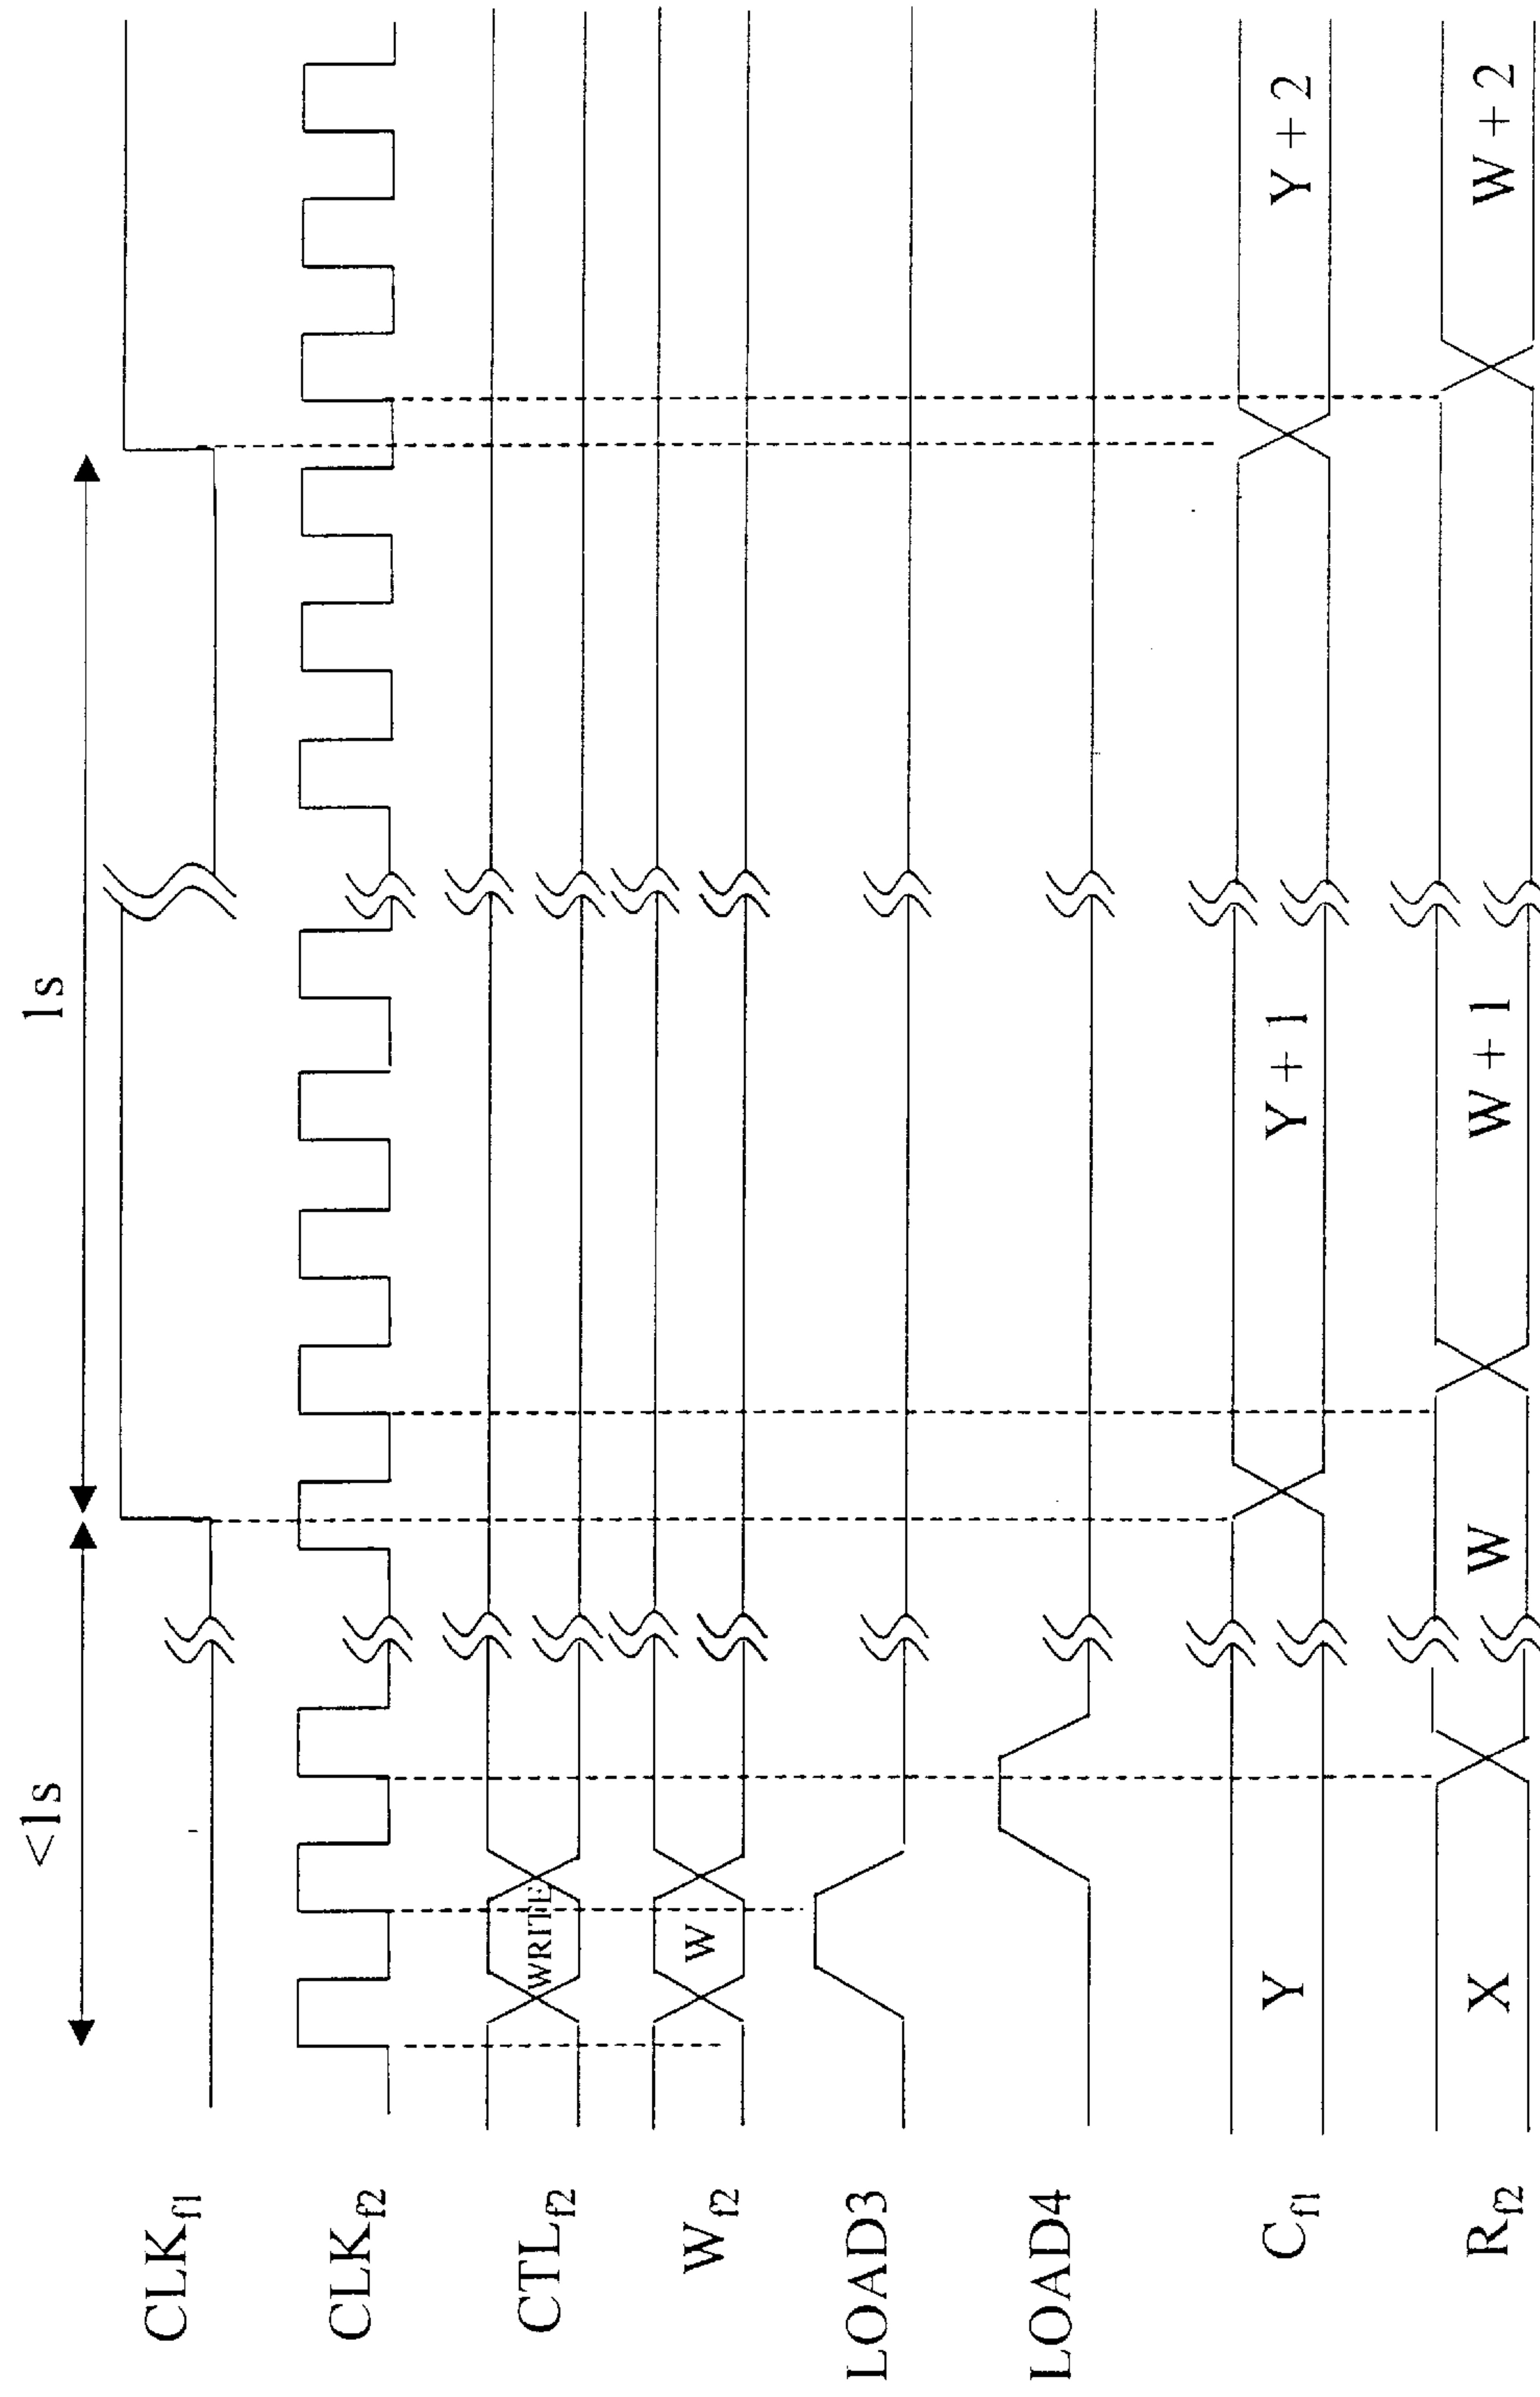 <1s 1s
CLKf1
CLKf2
CTLf2 WRITE
Wf2 W
LOAD3
LOAD4
Cf1 Y Y + 1 Y + 2
Rf2 X W W + 1 W + 2